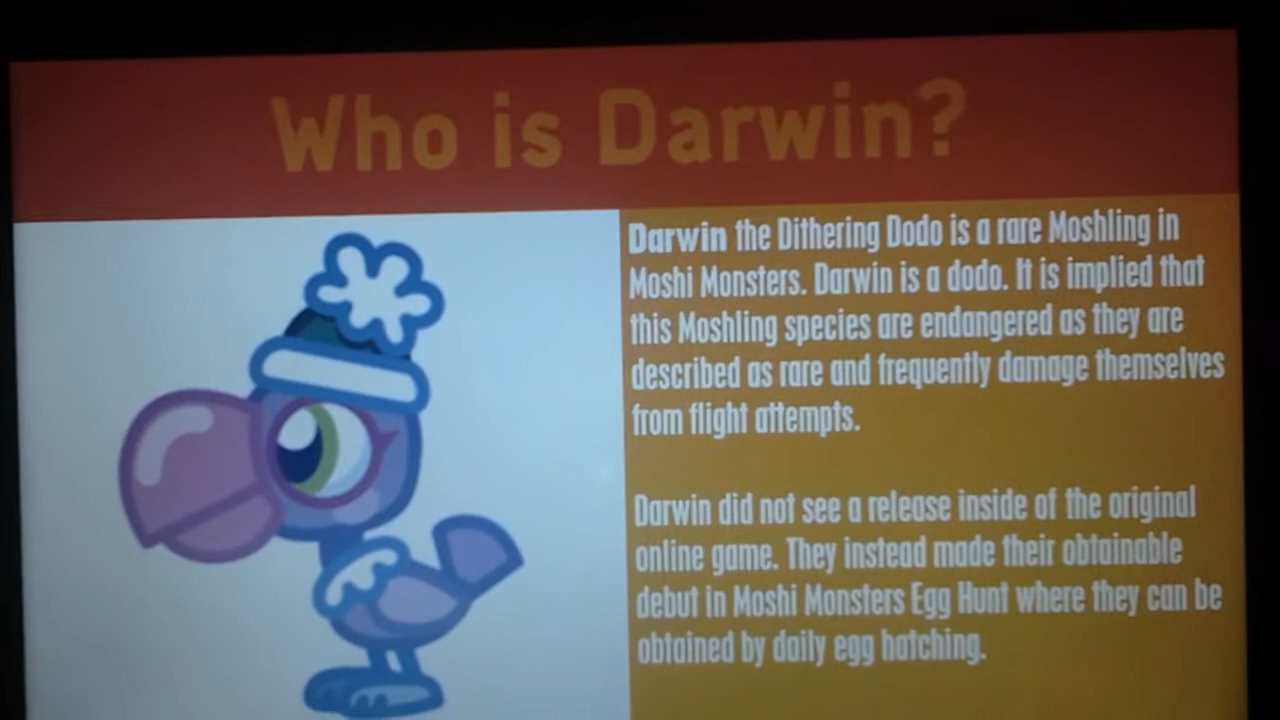 Who is Darwin?
Darwin the Dithering Dodo is a rare Moshling in
Moshi Monsters. Darwin is a dodo. It is implied that
this Moshling species are endangered as they are
described as rare and frequently damage themselves
from flight attempts.
Darwin did not see a release inside of the original
online game. They instead made their obtainable
debut in Moshi Monsters Egg Hunt where they can be
obtained by daily egg hatching.